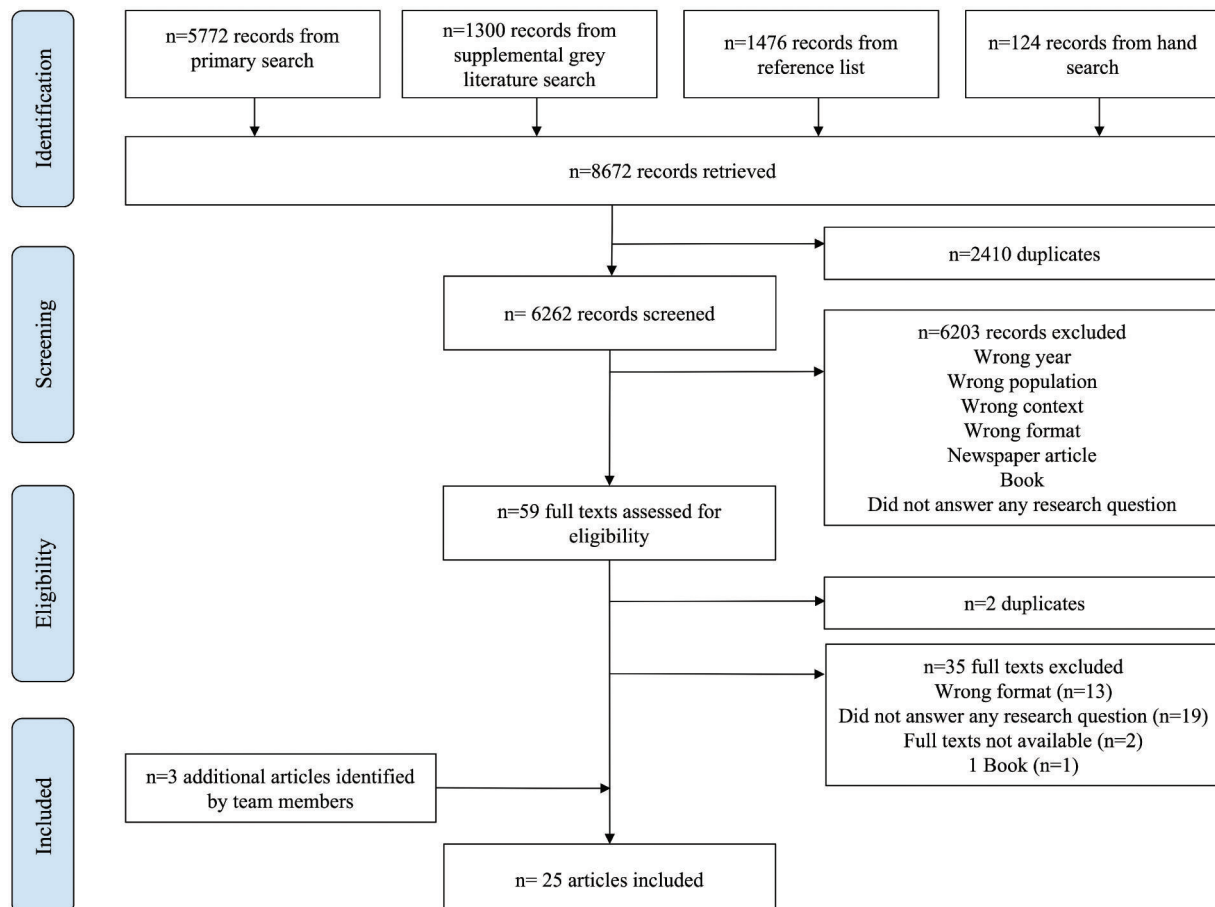 Identification
n=5772 records from
primary search
n=1300 records from
supplemental grey
literature search
n=1476 records from
reference list
n=124 records from hand
search
n=8672 records retrieved
Screening
n=2410 duplicates
n= 6262 records screened
n=6203 records excluded
Wrong year
Wrong population
Wrong context
Wrong format
Newspaper article
Book
Did not answer any research question
Eligibility
n=59 full texts assessed for
eligibility
n=2 duplicates
n=35 full texts excluded
Wrong format (n=13)
Did not answer any research question (n=19)
Full texts not available (n=2)
1 Book (n=1)
Included
n=3 additional articles identified
by team members
n= 25 articles included